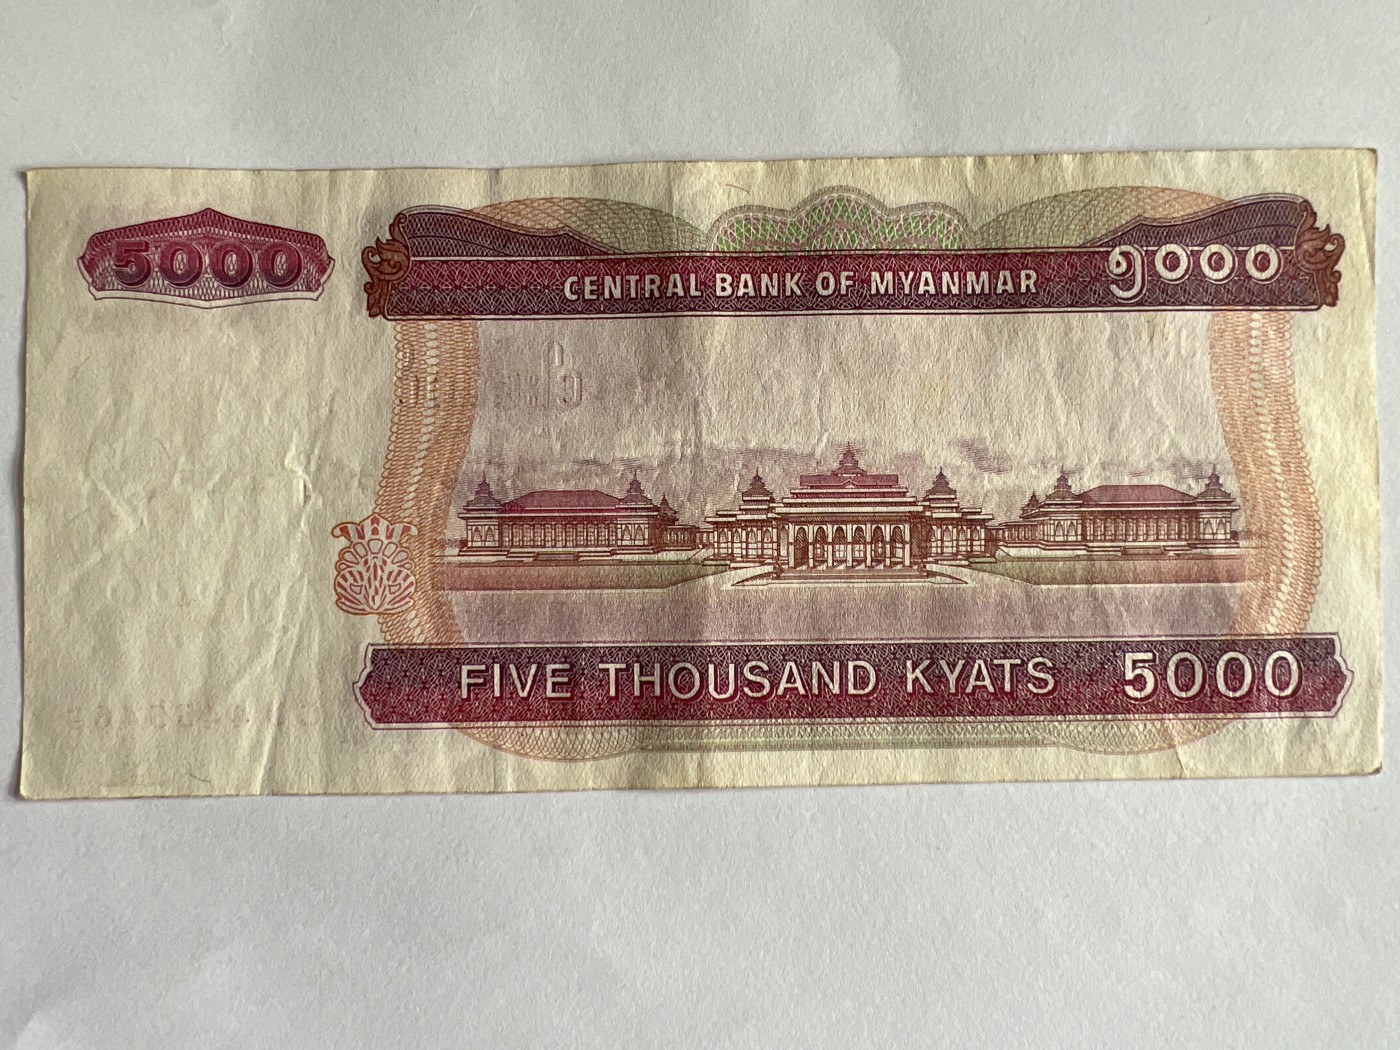 5000
CENTRAL BANK OF MYANMAR ၅၀၀၀
FIVE THOUSAND KYATS 5000